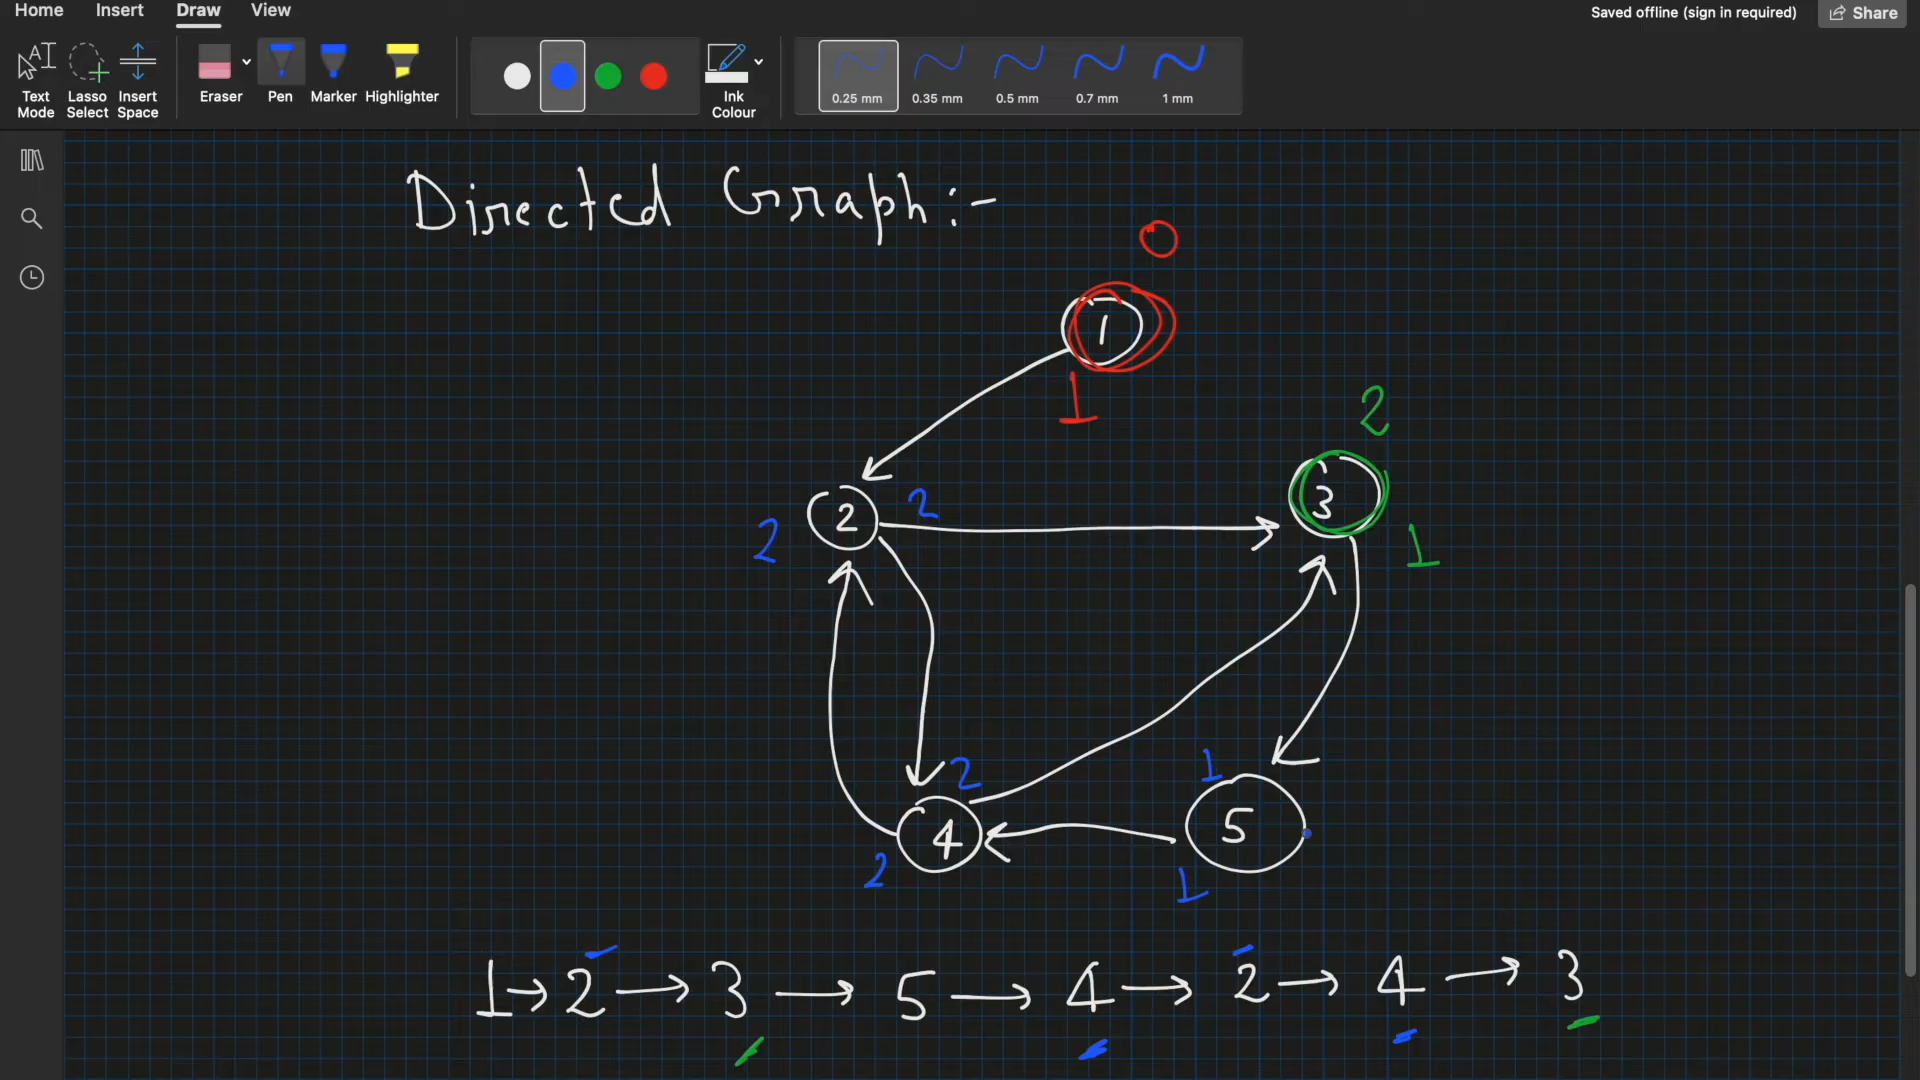 Home Insert Draw View
Saved offline (sign in required) Share
Text Mode
Lasso Select
Insert Space
Eraser
Pen
Marker
Highlighter
Ink Colour
0.25 mm
0.35 mm
0.5 mm
0.7 mm
1 mm
Directed Graph:-
0
1
1
2
3
1
2
2
2
2
4
2
1
5
1
1 → 2 → 3 → 5 → 4 → 2 → 4 → 3